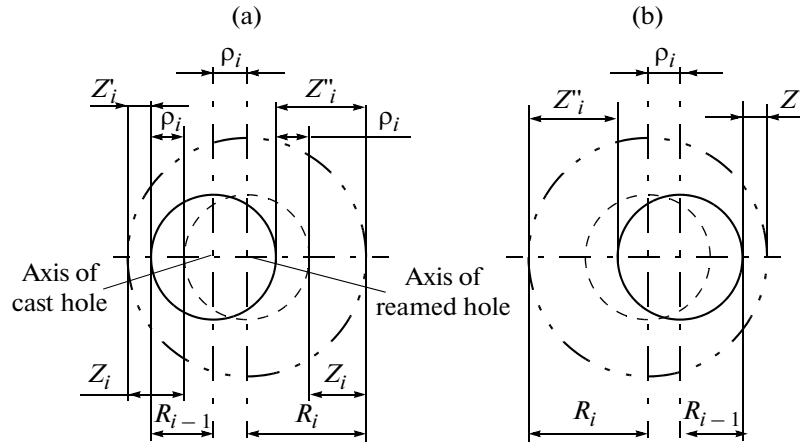 (a)
(b)
ρi
ρi
Z'i
Z''i
ρi
ρi
Z''i
Z
Axis of
cast hole
Axis of
reamed hole
Zi
Zi
Ri – 1
Ri
Ri
Ri – 1